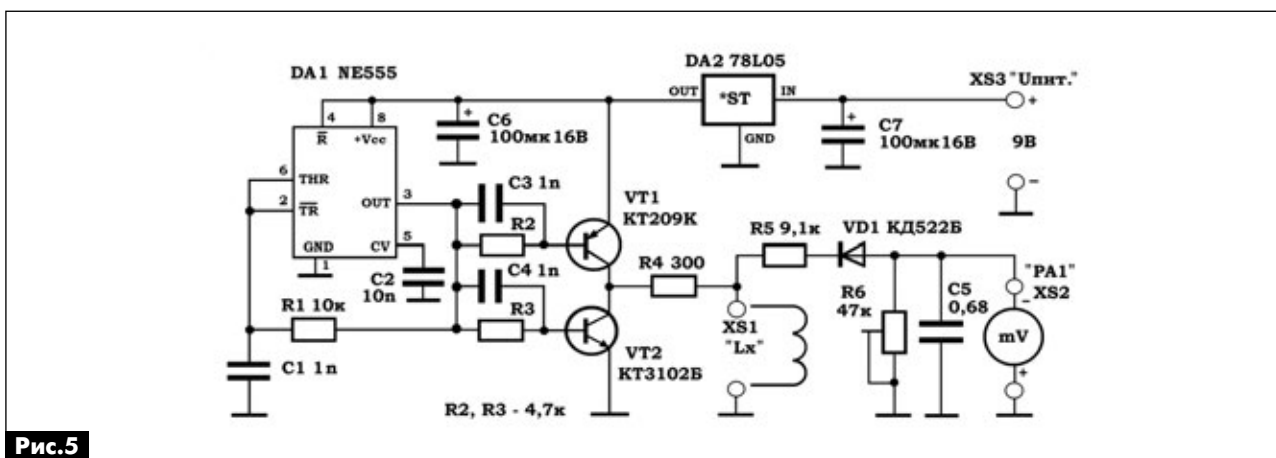 DA1 NE555
DA2 78L05
XS3 "Uпит."
4
8
R
+Vcc
C6
100мк 16В
OUT
*ST
IN
GND
+
C7
100мк 16В
9В
-
6
THR
2
TR
OUT
3
GND
CV
5
1
C2
10n
C3 1n
R2
C4 1n
R3
VT1
КТ209К
VT2
КТ3102Б
R1 10к
C1 1n
R2, R3 - 4,7к
R4 300
R5 9,1к
VD1 КД522Б
XS1
"Lx"
R6
47к
C5
0,68
"PA1"
XS2
-
mV
+
Рис.5